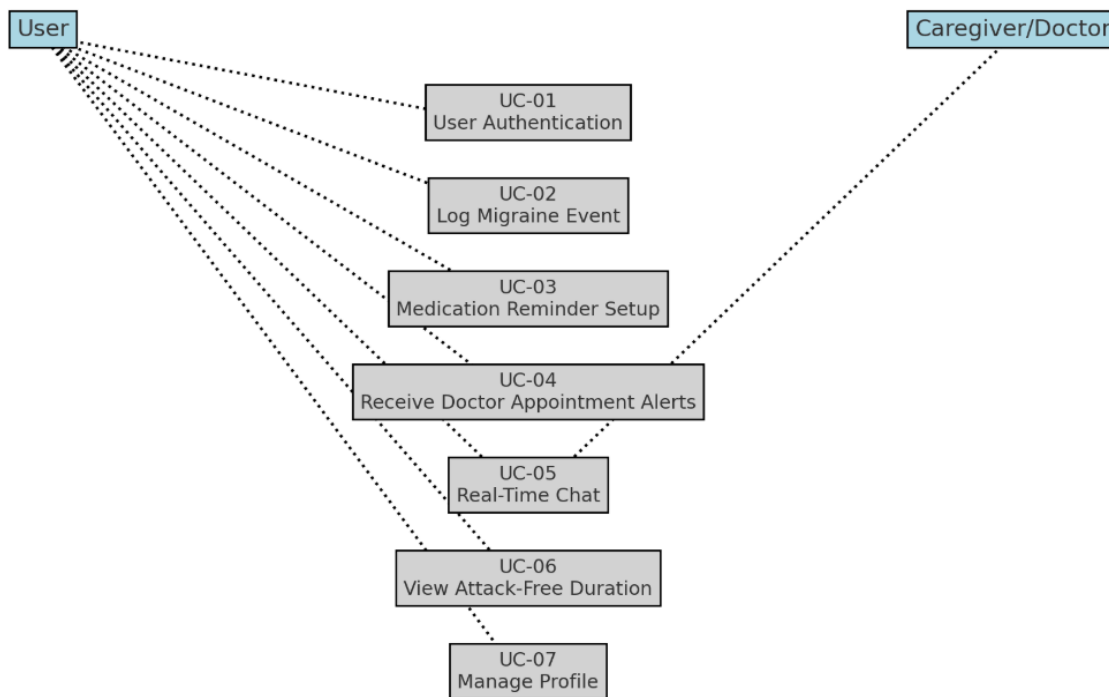 User
Caregiver/Doctor
UC-01
User Authentication
UC-02
Log Migraine Event
UC-03
Medication Reminder Setup
UC-04
Receive Doctor Appointment Alerts
UC-05
Real-Time Chat
UC-06
View Attack-Free Duration
UC-07
Manage Profile